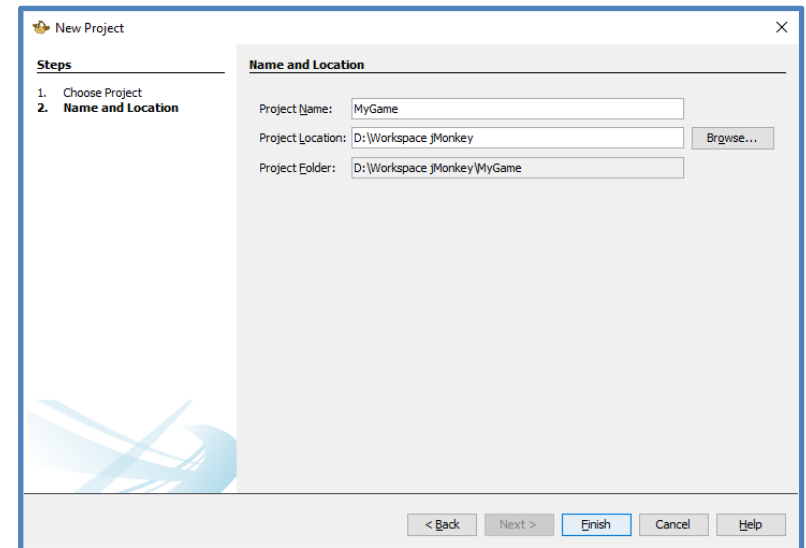 New Project
Steps
1. Choose Project
2. Name and Location
Name and Location
Project Name: MyGame
Project Location: D:\Workspace jMonkey Browse...
Project Folder: D:\Workspace jMonkey\MyGame
< Back Next > Finish Cancel Help